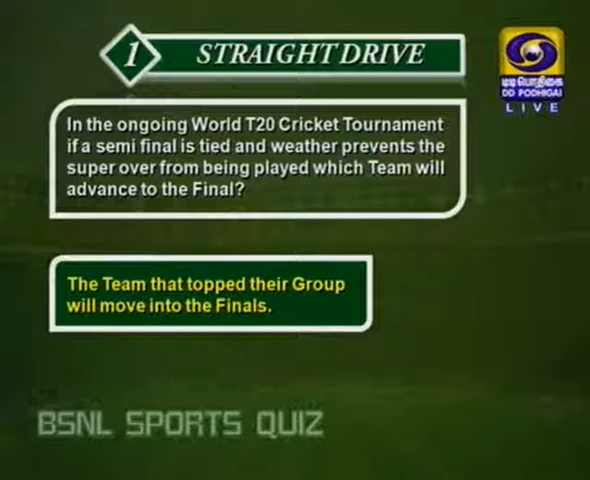 1
STRAIGHT DRIVE
டிடி பொதிகை
DD PODHIGAI
LIVE
In the ongoing World T20 Cricket Tournament
if a semi final is tied and weather prevents the
super over from being played which Team will
advance to the Final?
The Team that topped their Group
will move into the Finals.
BSNL SPORTS QUIZ